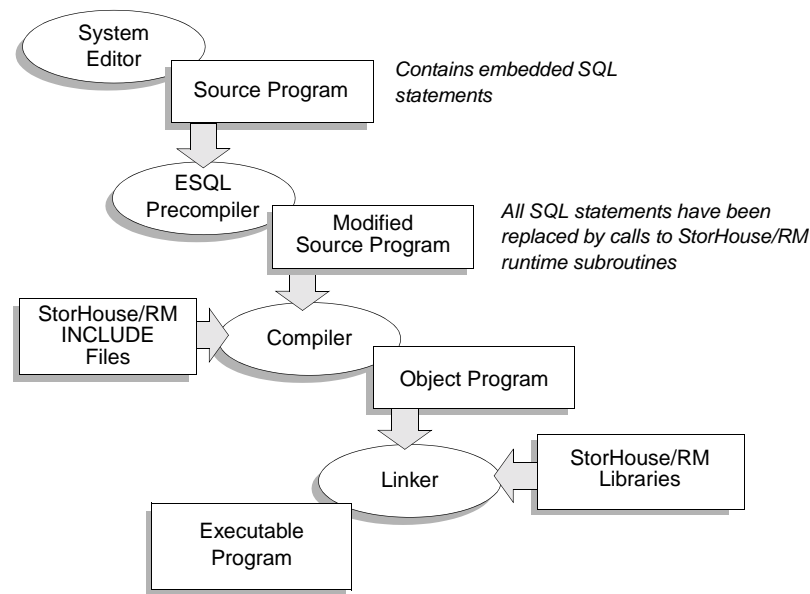 System
Editor
Source Program
Contains embedded SQL
statements
ESQL
Precompiler
Modified
Source Program
All SQL statements have been
replaced by calls to StorHouse/RM
runtime subroutines
StorHouse/RM
INCLUDE
Files
Compiler
Object Program
Linker
StorHouse/RM
Libraries
Executable
Program